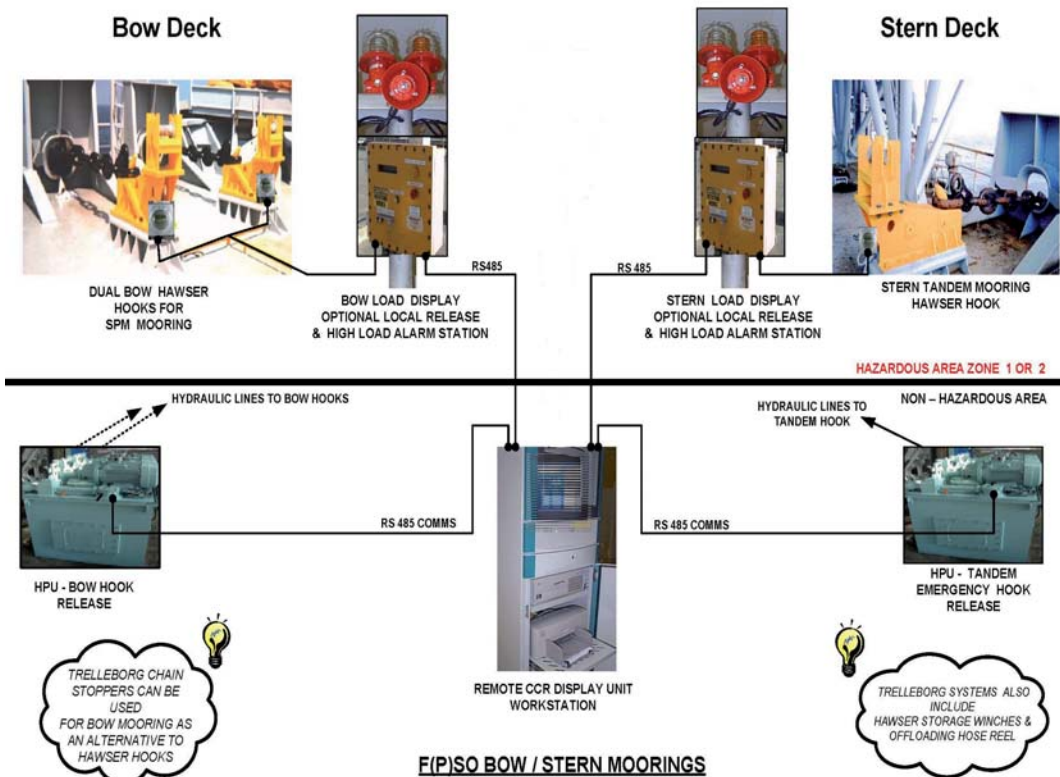 Bow Deck
Stern Deck
DUAL BOW HAWSER
HOOKS FOR
SPM MOORING
BOW LOAD DISPLAY
OPTIONAL LOCAL RELEASE
& HIGH LOAD ALARM STATION
RS485
RS 485
STERN LOAD DISPLAY
OPTIONAL LOCAL RELEASE
& HIGH LOAD ALARM STATION
STERN TANDEM MOORING
HAWSER HOOK
HAZARDOUS AREA ZONE 1 OR 2
NON – HAZARDOUS AREA
HYDRAULIC LINES TO BOW HOOKS
HYDRAULIC LINES TO
TANDEM HOOK
RS 485 COMMS
RS 485 COMMS
HPU - BOW HOOK
RELEASE
HPU - TANDEM
EMERGENCY HOOK
RELEASE
REMOTE CCR DISPLAY UNIT
WORKSTATION
TRELLEBORG CHAIN
STOPPERS CAN BE
USED
FOR BOW MOORING AS
AN ALTERNATIVE TO
HAWSER HOOKS
TRELLEBORG SYSTEMS ALSO
INCLUDE
HAWSER STORAGE WINCHES &
OFFLOADING HOSE REEL
F(P)SO BOW / STERN MOORINGS